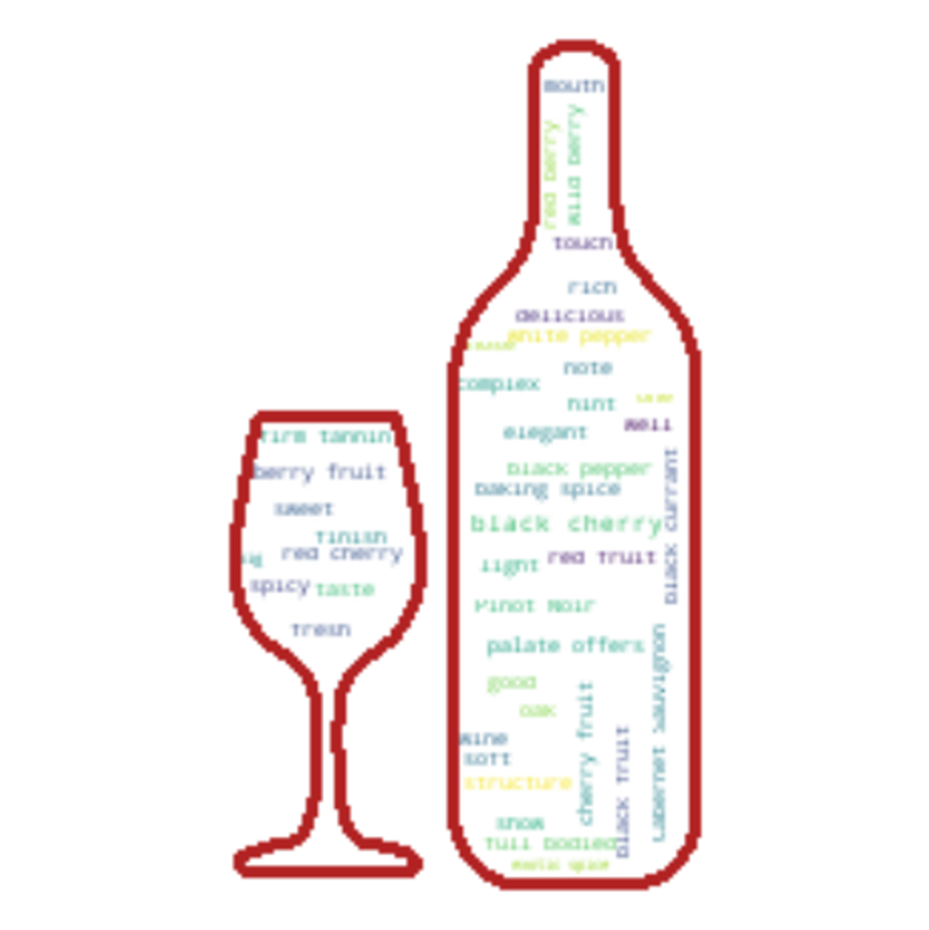 mouth
red berry
wild berry
touch
rich
delicious
white pepper
note
complex
hint
well
elegant
black pepper
baking spice
black currant
black cherry
light
red fruit
Pinot Noir
palate offers
good
oak
cherry fruit
black fruit
Cabernet Sauvignon
wine
soft
structure
show
full bodied
exotic spice
firm tannin
berry fruit
sweet
finish
red cherry
spicy
taste
fresh